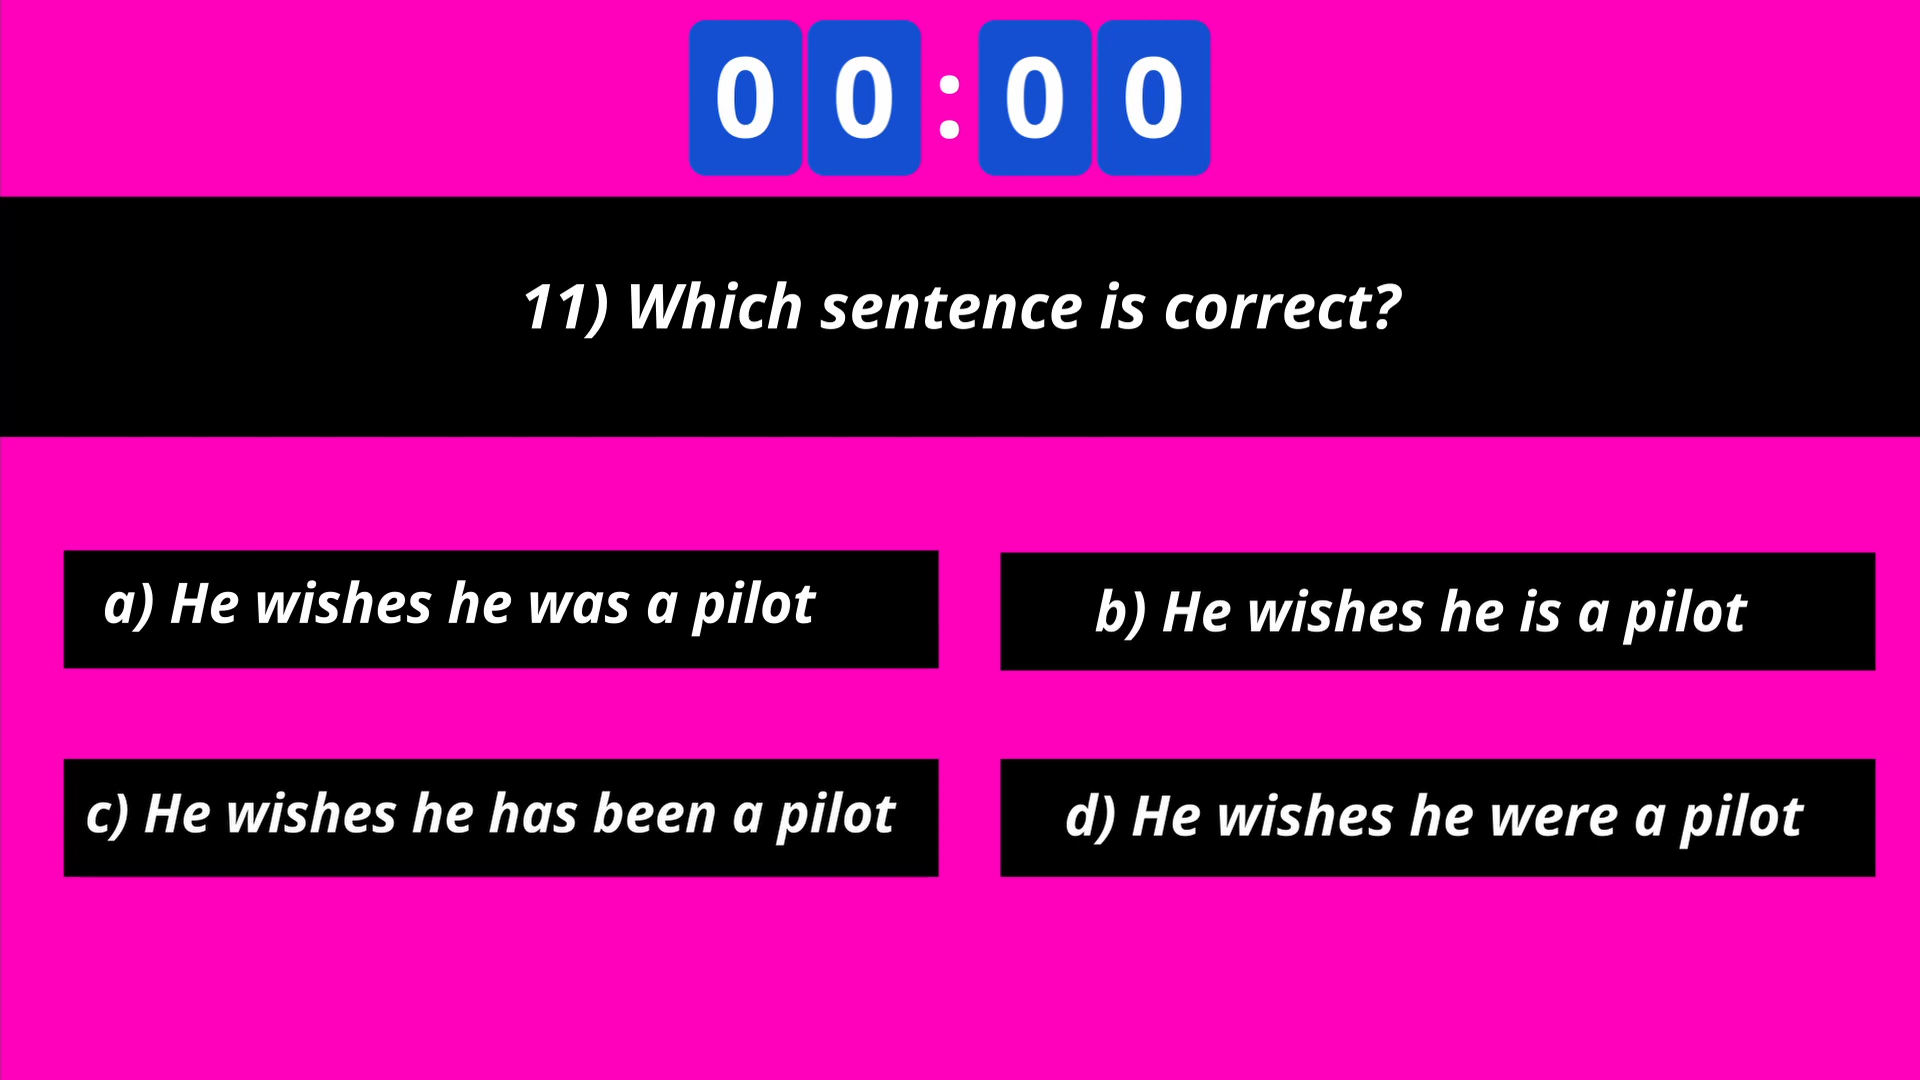 00:00
11) Which sentence is correct?
a) He wishes he was a pilot
b) He wishes he is a pilot
c) He wishes he has been a pilot
d) He wishes he were a pilot